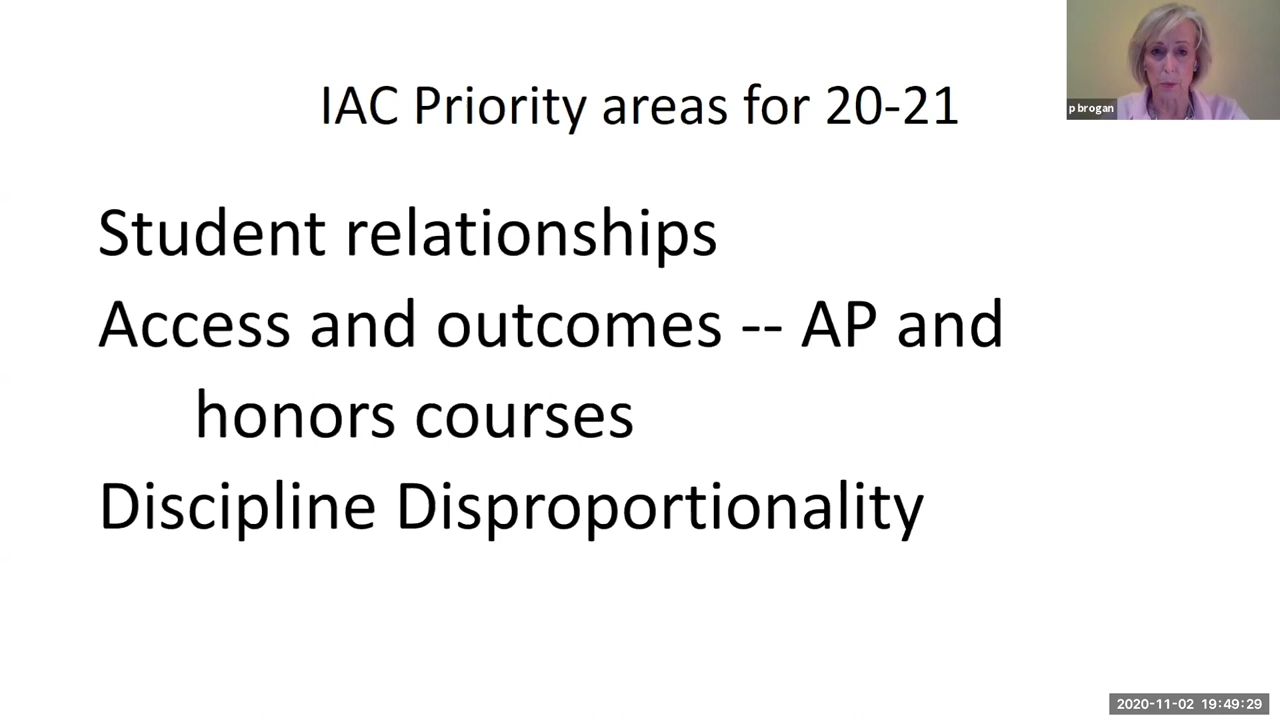 IAC Priority areas for 20-21
p brogan
Student relationships
Access and outcomes -- AP and
honors courses
Discipline Disproportionality
2020-11-02 19:49:29